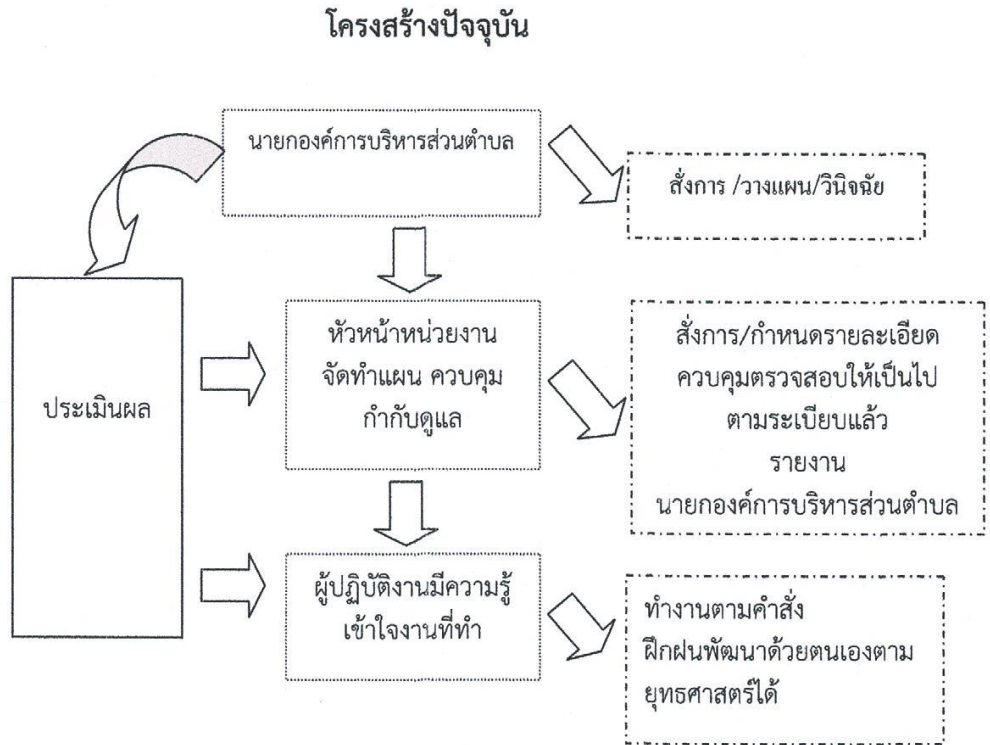 โครงสร้างปัจจุบัน
นายกองค์การบริหารส่วนตำบล
สั่งการ /วางแผน/วินิจฉัย
ประเมินผล
หัวหน้าหน่วยงาน
จัดทำแผน ควบคุม
กำกับดูแล
สั่งการ/กำหนดรายละเอียด
ควบคุมตรวจสอบให้เป็นไป
ตามระเบียบแล้ว
รายงาน
นายกองค์การบริหารส่วนตำบล
ผู้ปฏิบัติงานมีความรู้
เข้าใจงานที่ทำ
ทำงานตามคำสั่ง
ฝึกฝนพัฒนาด้วยตนเองตาม
ยุทธศาสตร์ได้